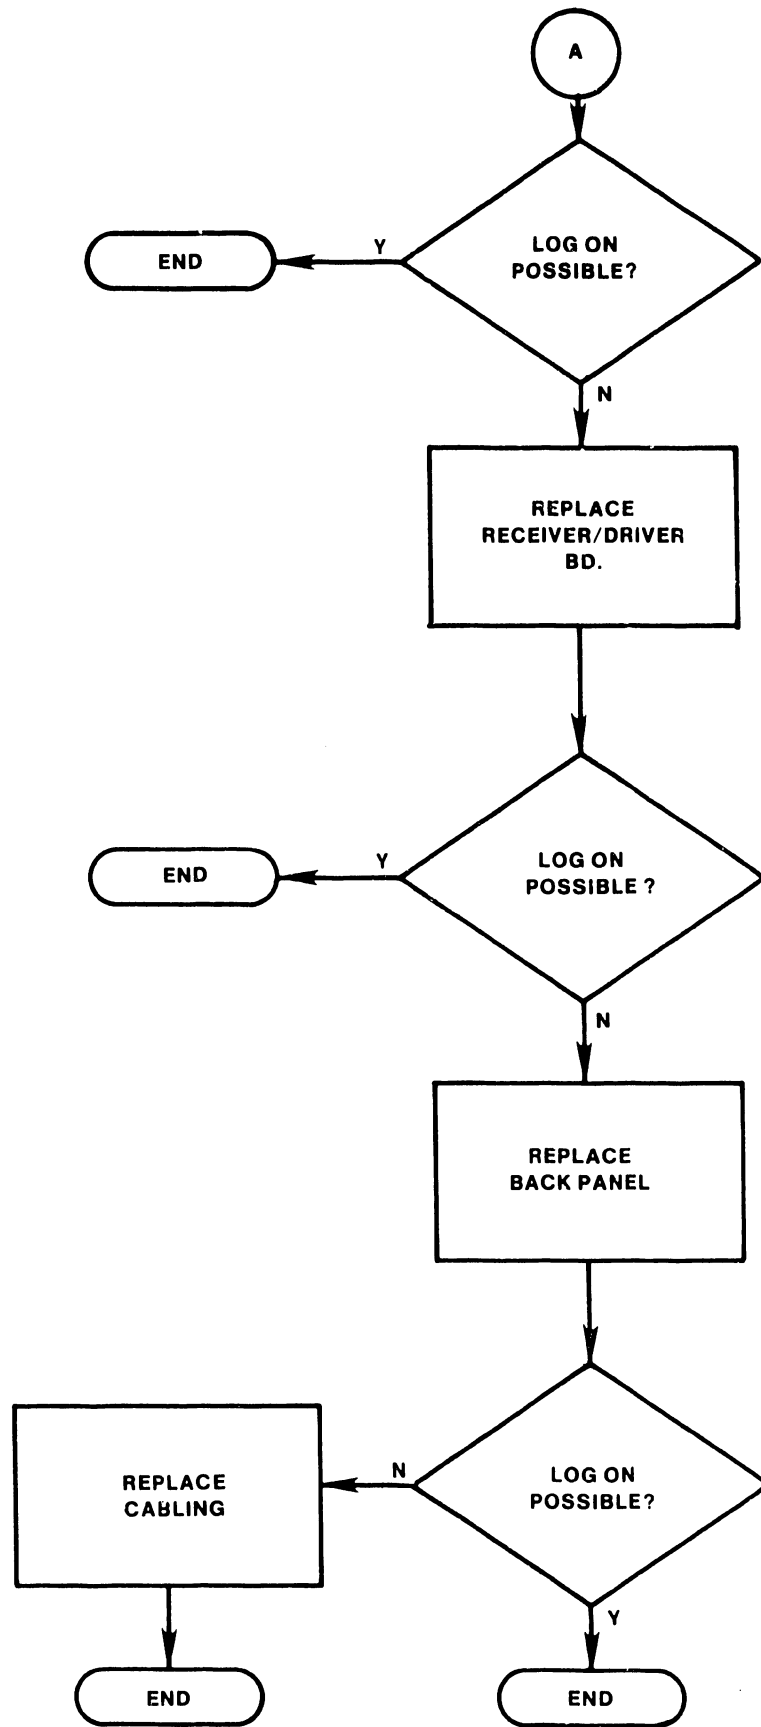 A
LOG ON
POSSIBLE?
Y
END
N
REPLACE
RECEIVER/DRIVER
BD.
LOG ON
POSSIBLE ?
Y
END
N
REPLACE
BACK PANEL
LOG ON
POSSIBLE?
N
REPLACE
CABLING
Y
END
END